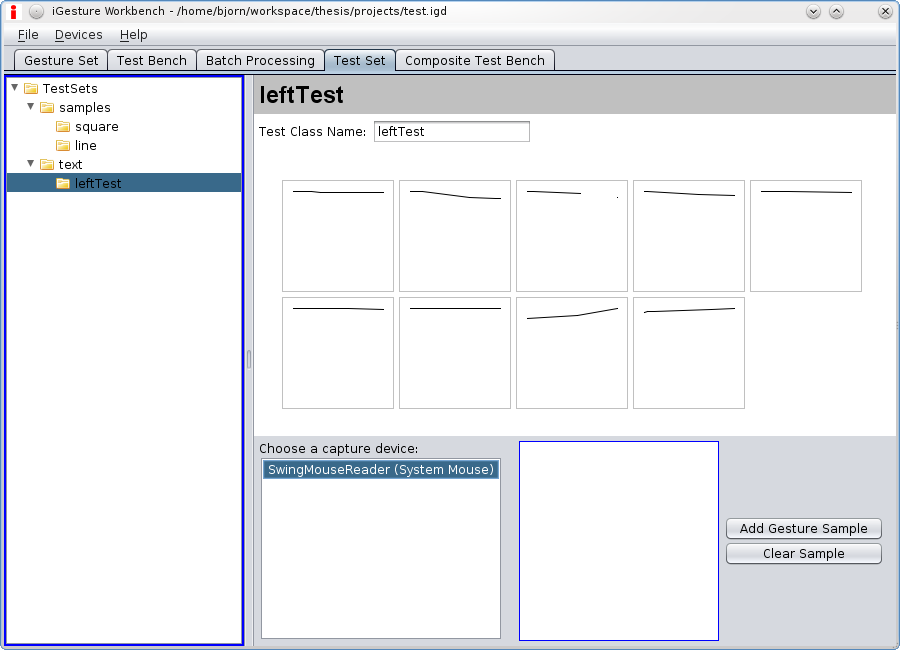 iGesture Workbench - /home/bjorn/workspace/thesis/projects/test.igd
File Devices Help
Gesture Set Test Bench Batch Processing Test Set Composite Test Bench
TestSets
samples
square
line
text
leftTest
leftTest
Test Class Name: leftTest
Choose a capture device:
SwingMouseReader (System Mouse)
Add Gesture Sample
Clear Sample